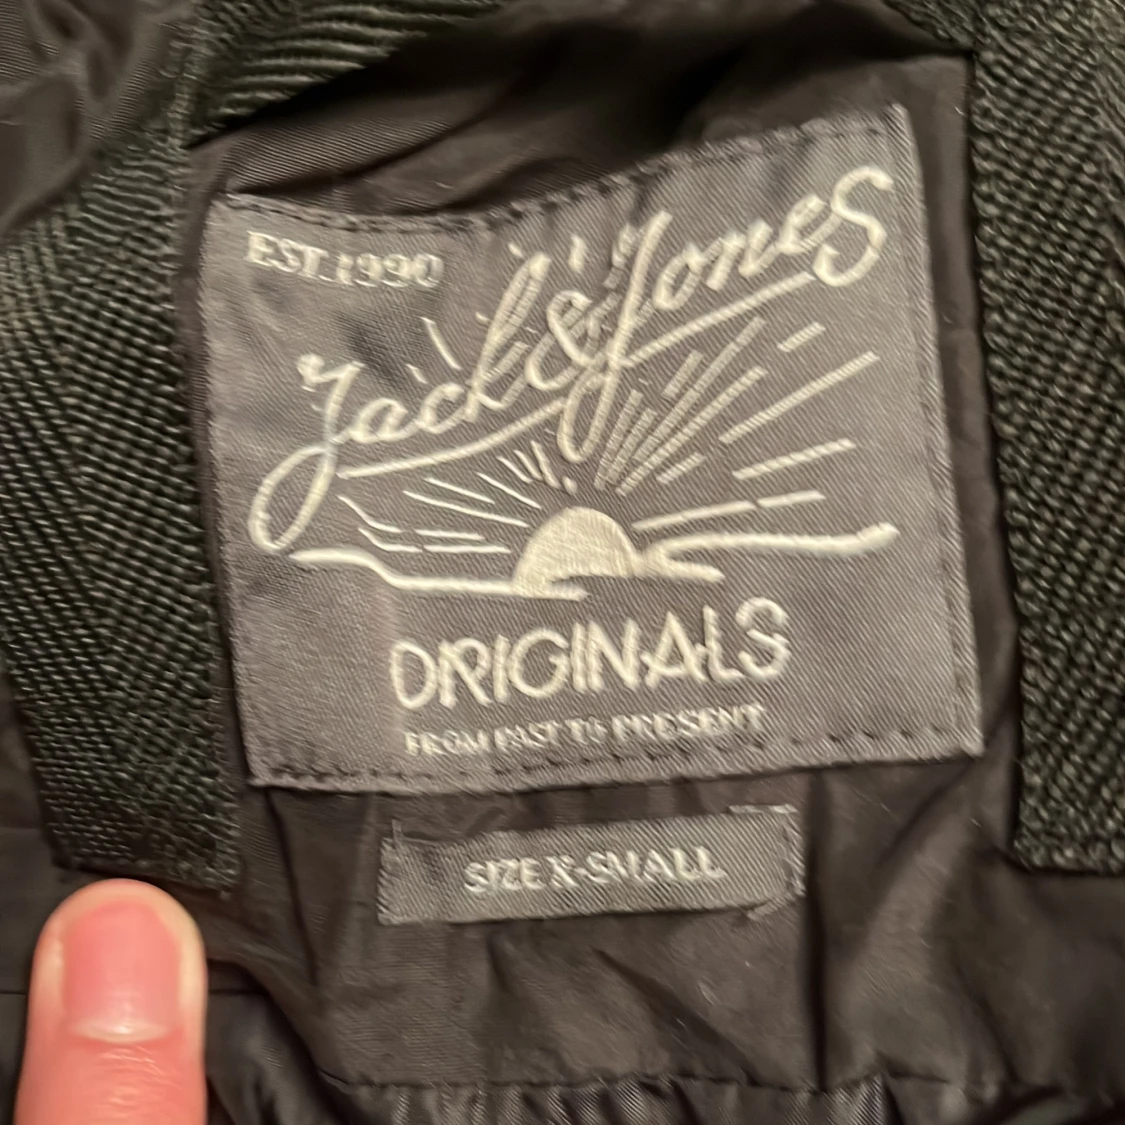 EST.1990
Jack & Jones
ORIGINALS
FROM PAST TO PRESENT
SIZE X-SMALL